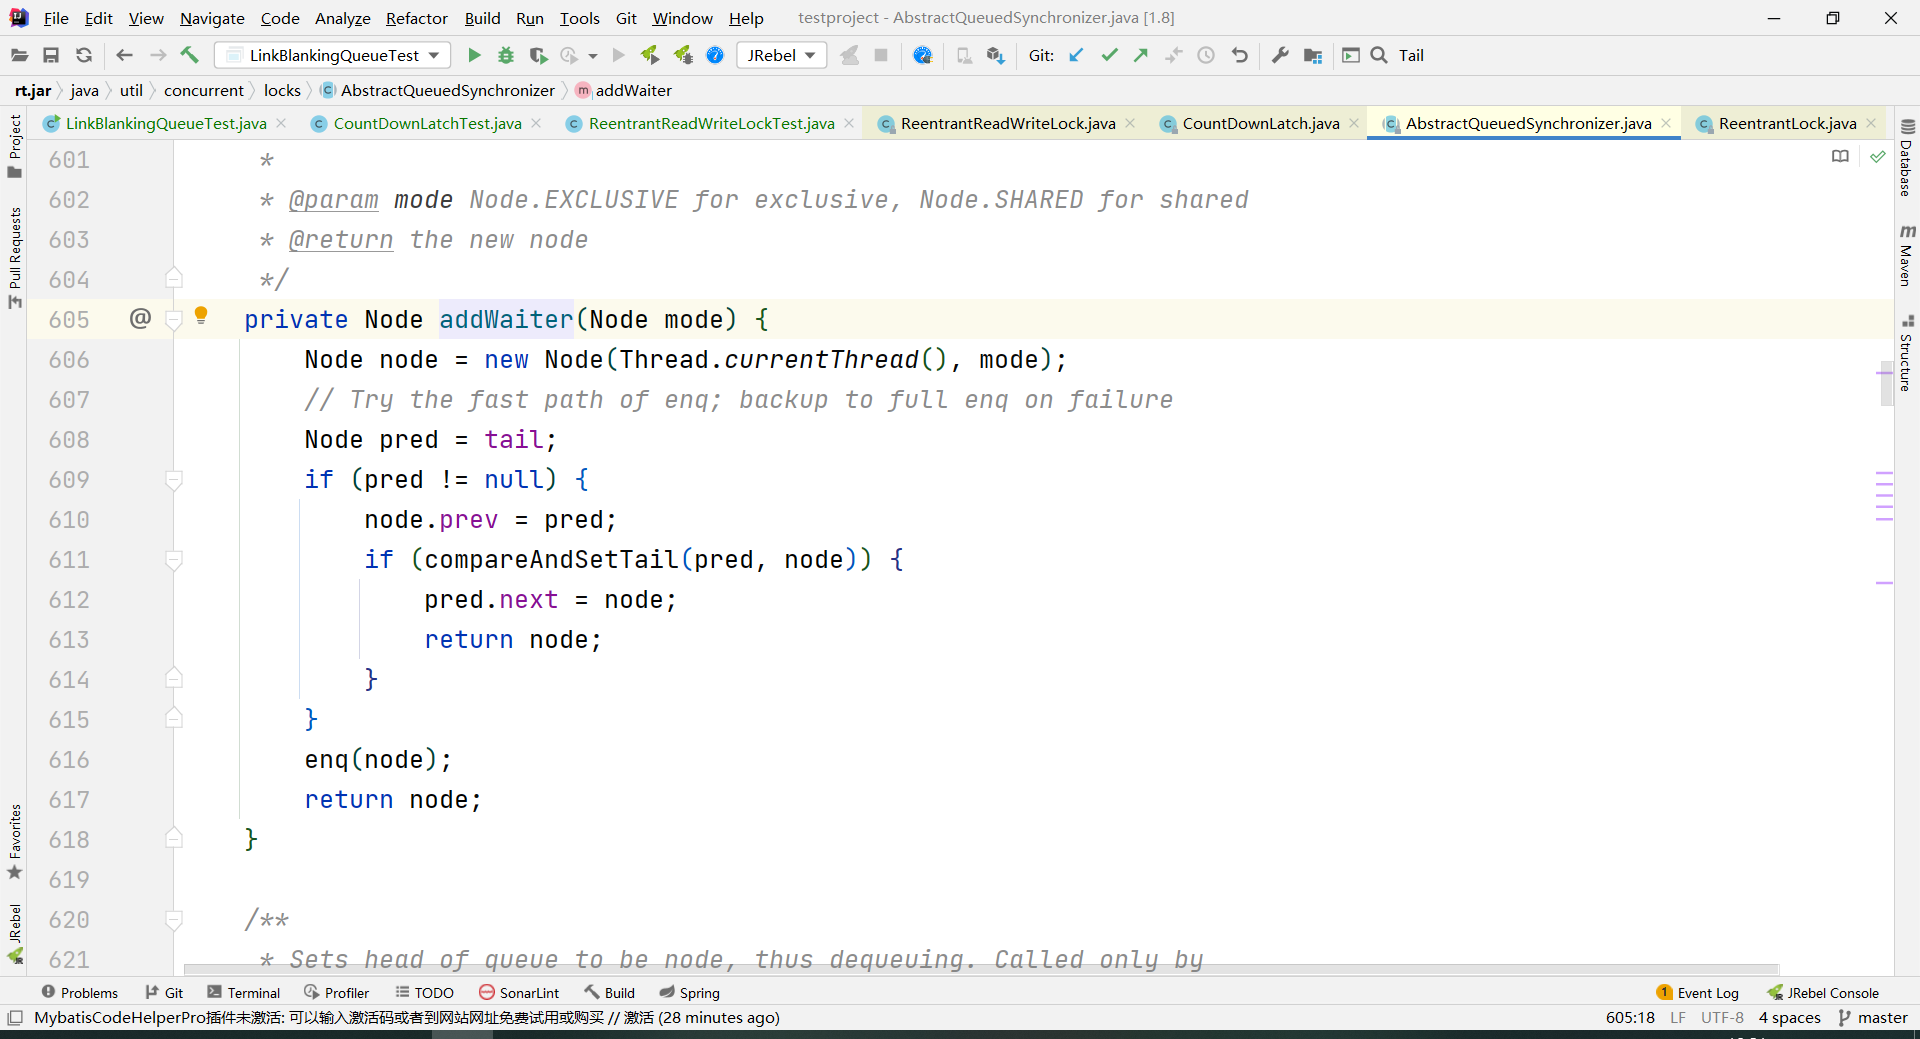 File Edit View Navigate Code Analyze Refactor Build Run Tools Git Window Help testproject - AbstractQueuedSynchronizer.java [1.8]
LinkBlankingQueueTest JRebel Git: Tail
rt.jar java util concurrent locks AbstractQueuedSynchronizer addWaiter
LinkBlankingQueueTest.java CountDownLatchTest.java ReentrantReadWriteLockTest.java ReentrantReadWriteLock.java CountDownLatch.java AbstractQueuedSynchronizer.java ReentrantLock.java
Project
Pull Requests
Favorites
JRebel
601 *
602 * @param mode Node.EXCLUSIVE for exclusive, Node.SHARED for shared
603 * @return the new node
604 */
605 @ private Node addWaiter(Node mode) {
606 Node node = new Node(Thread.currentThread(), mode);
607 // Try the fast path of enq; backup to full enq on failure
608 Node pred = tail;
609 if (pred != null) {
610 node.prev = pred;
611 if (compareAndSetTail(pred, node)) {
612 pred.next = node;
613 return node;
614 }
615 }
616 enq(node);
617 return node;
618 }
619
620 /**
621 * Sets head of queue to be node, thus dequeuing. Called only by
Database
Maven
Structure
Problems Git Terminal Profiler TODO SonarLint Build Spring 1 Event Log JRebel Console
MybatisCodeHelperPro插件未激活: 可以输入激活码或者到网站网址免费试用或购买 // 激活 (28 minutes ago) 605:18 LF UTF-8 4 spaces master